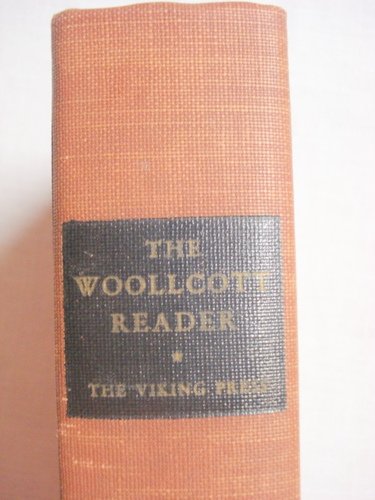 THE
WOOLLCOTT
READER
*
THE VIKING PRESS